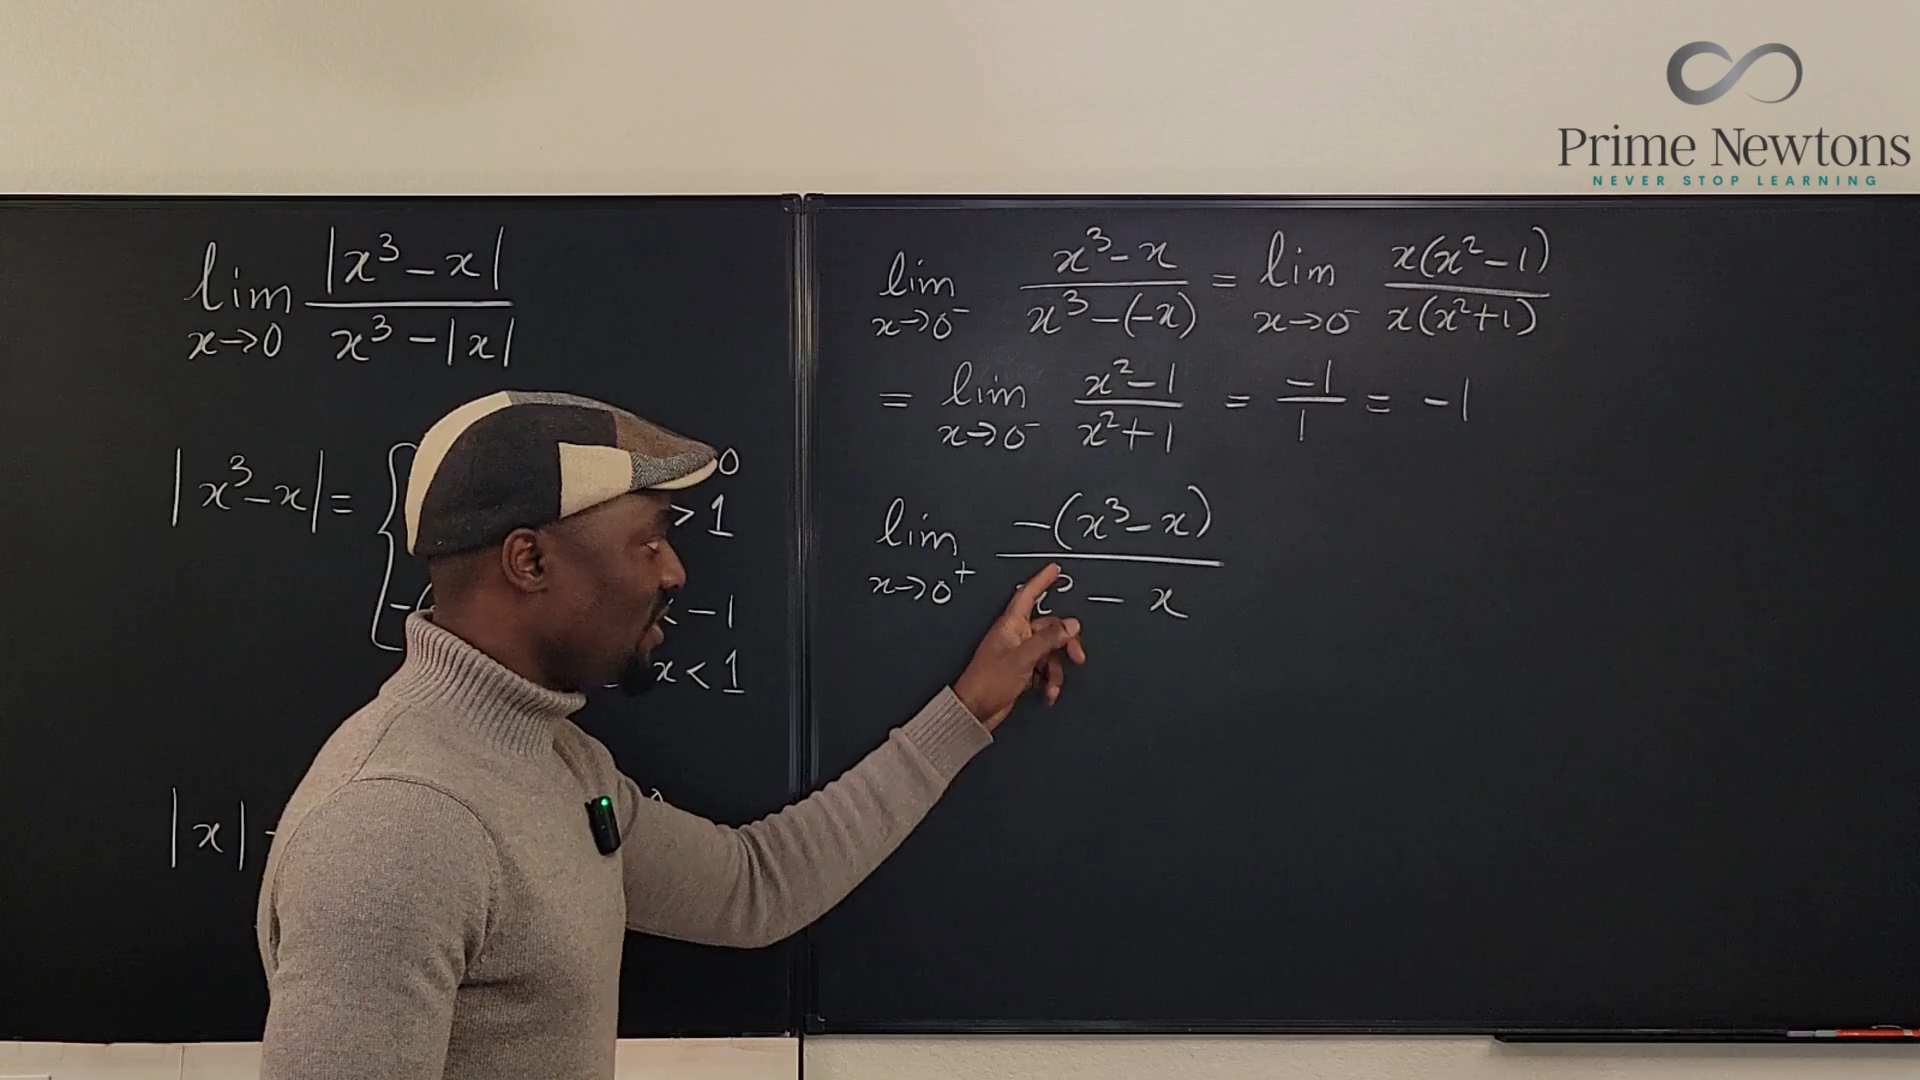 Prime Newtons
NEVER STOP LEARNING
lim x→0 |x³ - x| / x³ - |x|
|x³ - x| = {
0
> 1
-(
< -1
x < 1
|x|
lim x→0⁻ x³ - x / x³ - (-x) = lim x→0⁻ x(x² - 1) / x(x² + 1)
= lim x→0⁻ x² - 1 / x² + 1 = -1 / 1 = -1
lim x→0⁺ -(x³ - x) / x³ - x